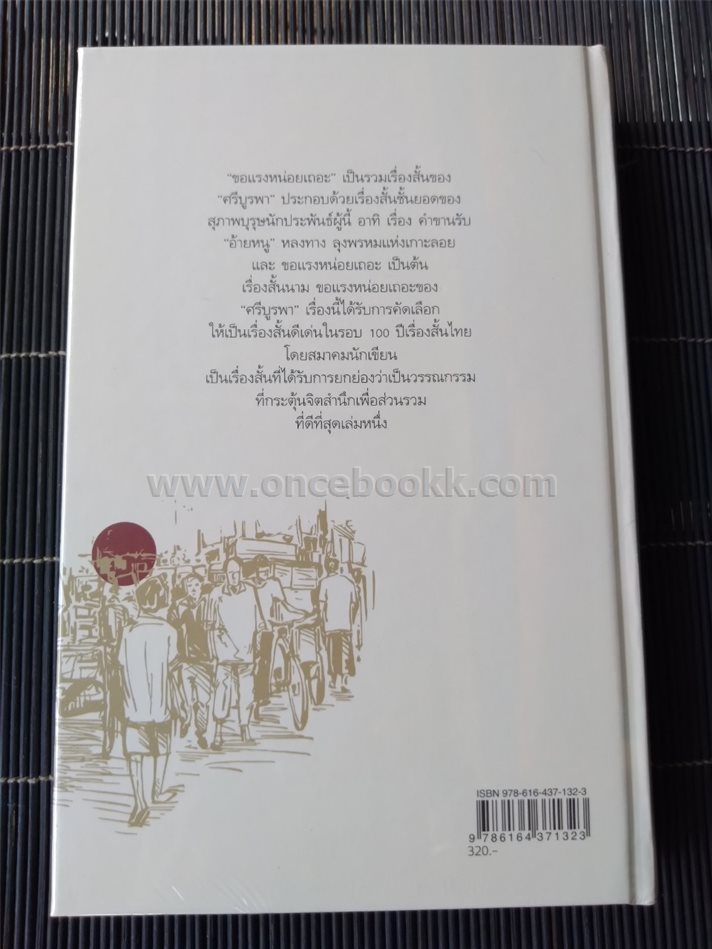 "ขอแรงหน่อยเถอะ" เป็นรวมเรื่องสั้นของ
"ศรีบูรพา" ประกอบด้วยเรื่องสั้นชั้นยอดของ
สุภาพบุรุษนักประพันธ์ผู้นี้ อาทิ เรื่อง คำขานรับ
"อ้ายหนู" หลงทาง ลุงพรหมแห่งเกาะลอย
และ ขอแรงหน่อยเถอะ เป็นต้น
เรื่องสั้นนาม ขอแรงหน่อยเถอะของ
"ศรีบูรพา" เรื่องนี้ได้รับการคัดเลือก
ให้เป็นเรื่องสั้นดีเด่นในรอบ 100 ปีเรื่องสั้นไทย
โดยสมาคมนักเขียน
เป็นเรื่องสั้นที่ได้รับการยกย่องว่าเป็นวรรณกรรม
ที่กระตุ้นจิตสำนึกเพื่อส่วนรวม
ที่ดีที่สุดเล่มหนึ่ง
www.oncebookk.com
ISBN 978-616-437-132-3
9 786164 371323
320.-